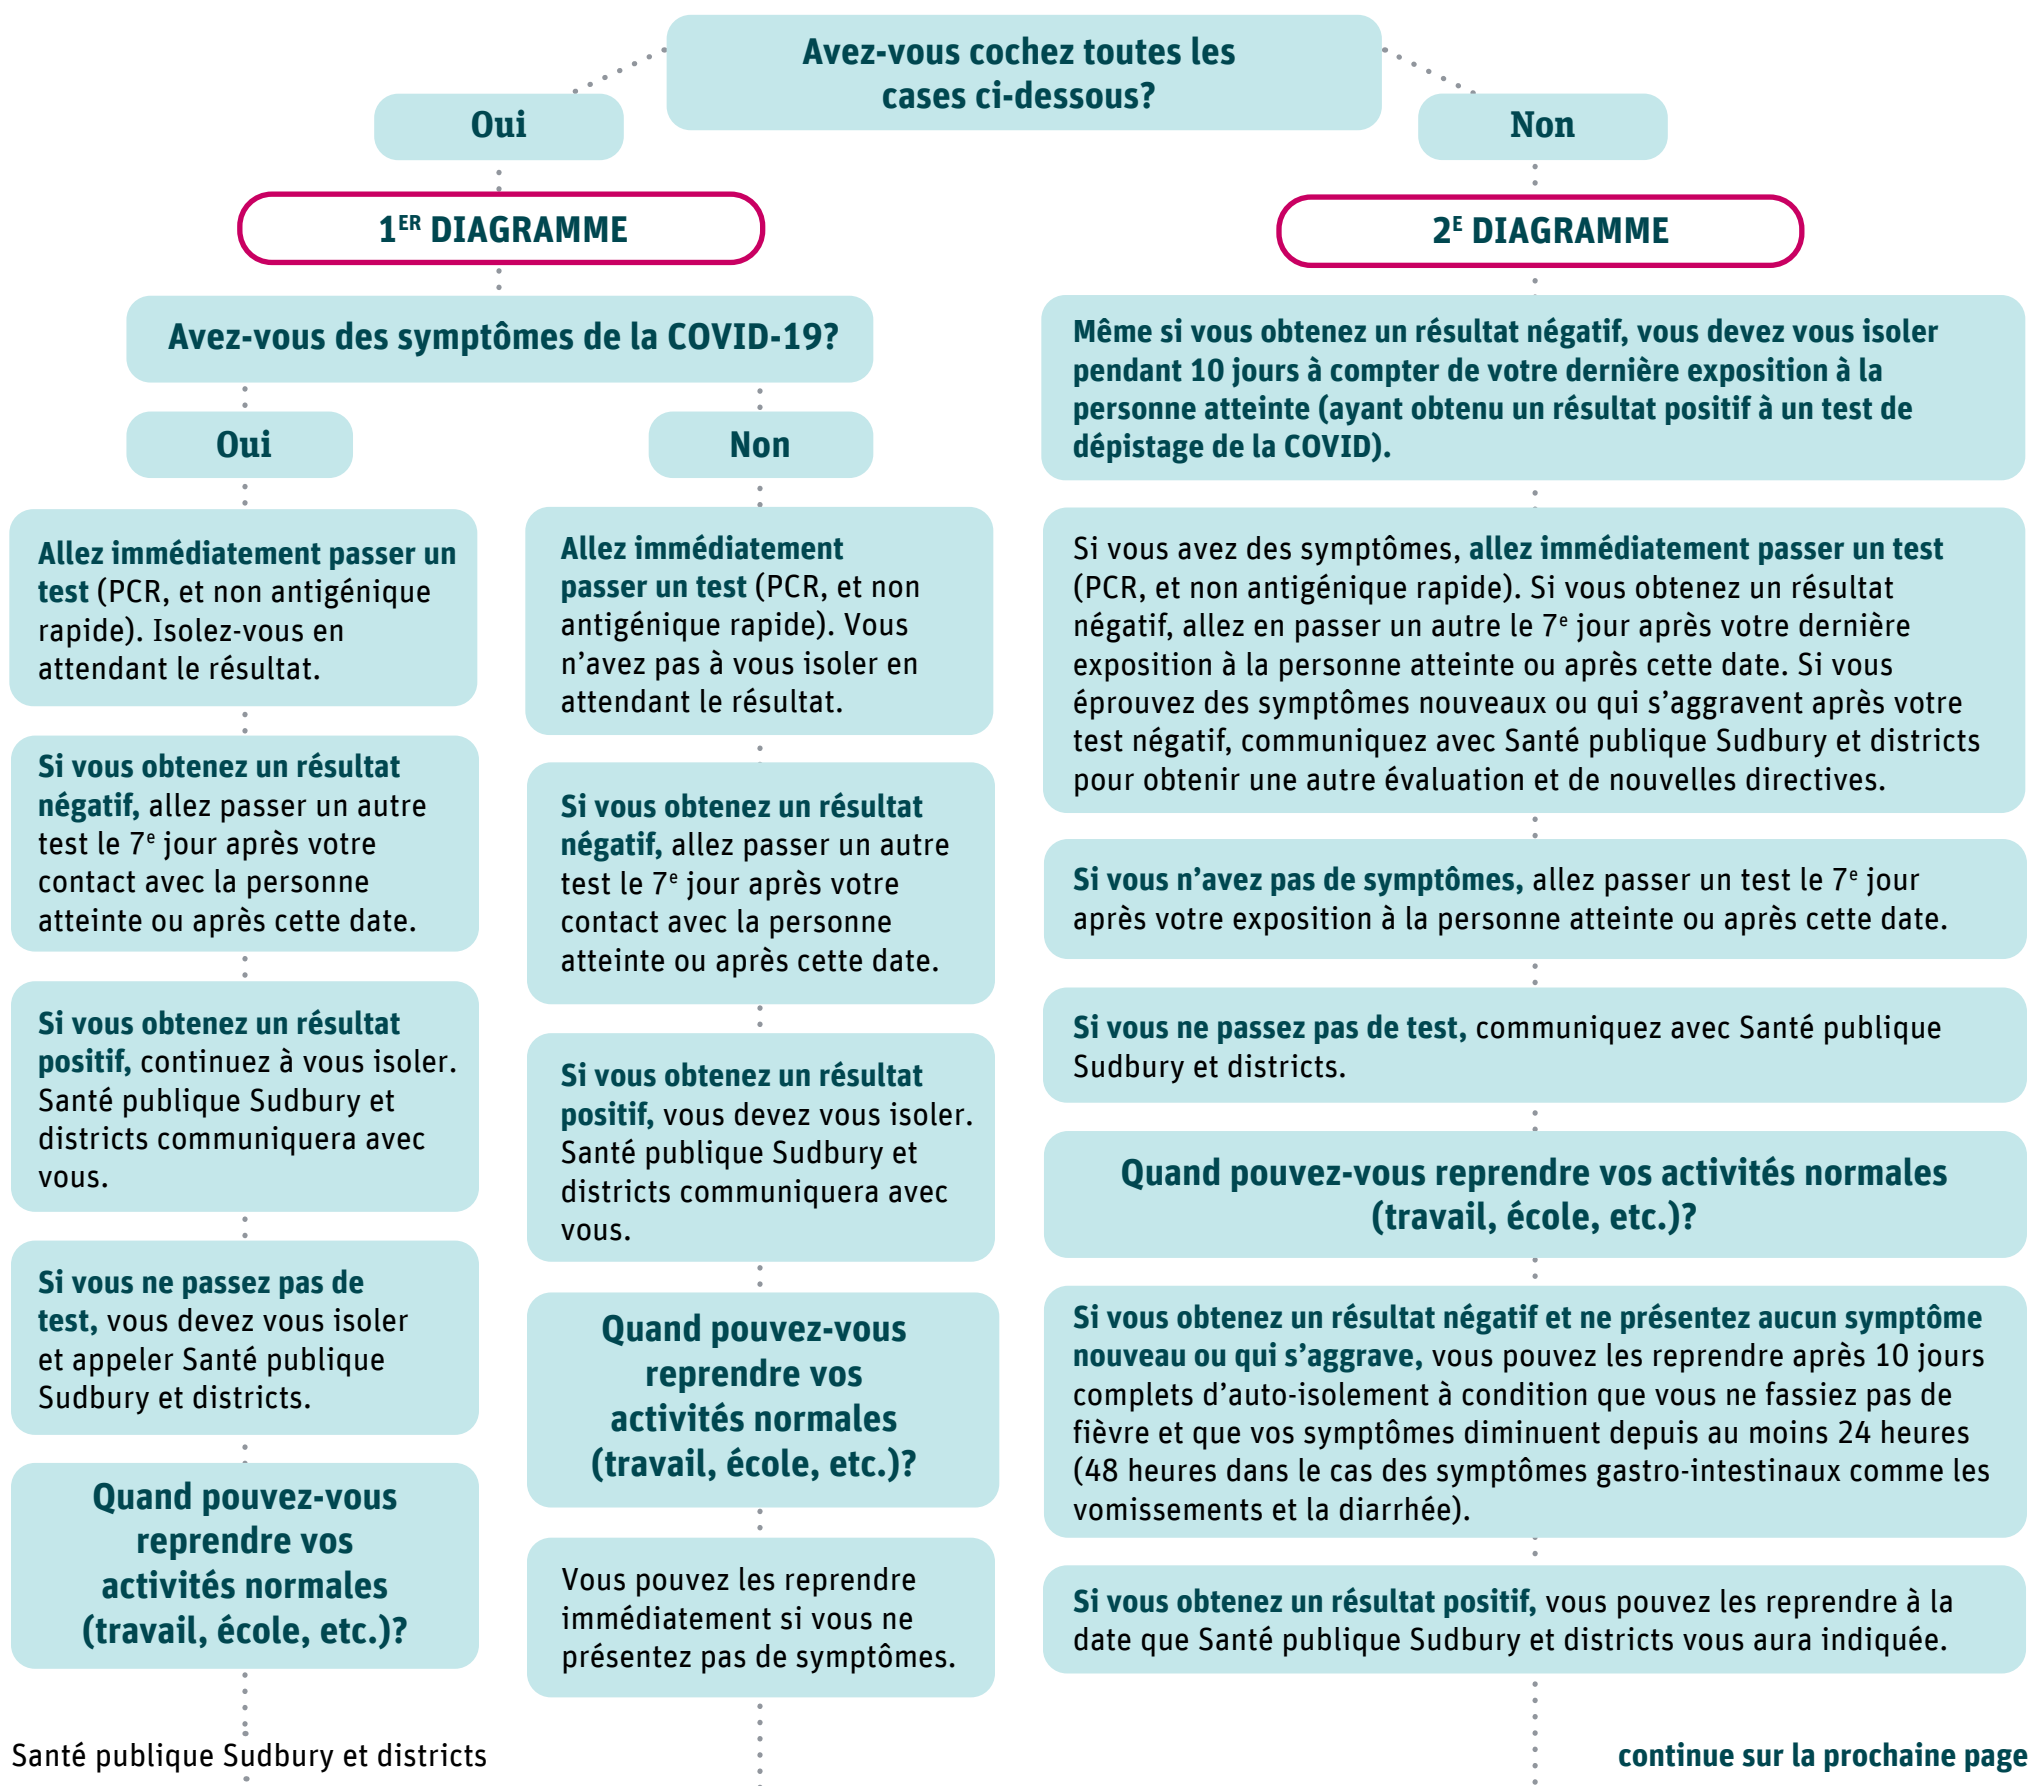 Avez-vous cochez toutes les
cases ci-dessous?
Oui
Non
1ER DIAGRAMME
Avez-vous des symptômes de la COVID-19?
Oui
Allez immédiatement passer un
test (PCR, et non antigénique
rapide). Isolez-vous en
attendant le résultat.
Si vous obtenez un résultat
négatif, allez passer un autre
test le 7e jour après votre
contact avec la personne
atteinte ou après cette date.
Si vous obtenez un résultat
positif, continuez à vous isoler.
Santé publique Sudbury et
districts communiquera avec
vous.
Si vous ne passez pas de
test, vous devez vous isoler
et appeler Santé publique
Sudbury et districts.
Quand pouvez-vous
reprendre vos
activités normales
(travail, école, etc.)?
Non
Allez immédiatement
passer un test (PCR, et non
antigénique rapide). Vous
n’avez pas à vous isoler en
attendant le résultat.
Si vous obtenez un résultat
négatif, allez passer un autre
test le 7e jour après votre
contact avec la personne
atteinte ou après cette date.
Si vous obtenez un résultat
positif, vous devez vous isoler.
Santé publique Sudbury et
districts communiquera avec
vous.
Quand pouvez-vous
reprendre vos
activités normales
(travail, école, etc.)?
Vous pouvez les reprendre
immédiatement si vous ne
présentez pas de symptômes.
2E DIAGRAMME
Même si vous obtenez un résultat négatif, vous devez vous isoler
pendant 10 jours à compter de votre dernière exposition à la
personne atteinte (ayant obtenu un résultat positif à un test de
dépistage de la COVID).
Si vous avez des symptômes, allez immédiatement passer un test
(PCR, et non antigénique rapide). Si vous obtenez un résultat
négatif, allez en passer un autre le 7e jour après votre dernière
exposition à la personne atteinte ou après cette date. Si vous
éprouvez des symptômes nouveaux ou qui s’aggravent après votre
test négatif, communiquez avec Santé publique Sudbury et districts
pour obtenir une autre évaluation et de nouvelles directives.
Si vous n’avez pas de symptômes, allez passer un test le 7e jour
après votre exposition à la personne atteinte ou après cette date.
Si vous ne passez pas de test, communiquez avec Santé publique
Sudbury et districts.
Quand pouvez-vous reprendre vos activités normales
(travail, école, etc.)?
Si vous obtenez un résultat négatif et ne présentez aucun symptôme
nouveau ou qui s’aggrave, vous pouvez les reprendre après 10 jours
complets d’auto-isolement à condition que vous ne fassiez pas de
fièvre et que vos symptômes diminuent depuis au moins 24 heures
(48 heures dans le cas des symptômes gastro-intestinaux comme les
vomissements et la diarrhée).
Si vous obtenez un résultat positif, vous pouvez les reprendre à la
date que Santé publique Sudbury et districts vous aura indiquée.
Santé publique Sudbury et districts
continue sur la prochaine page